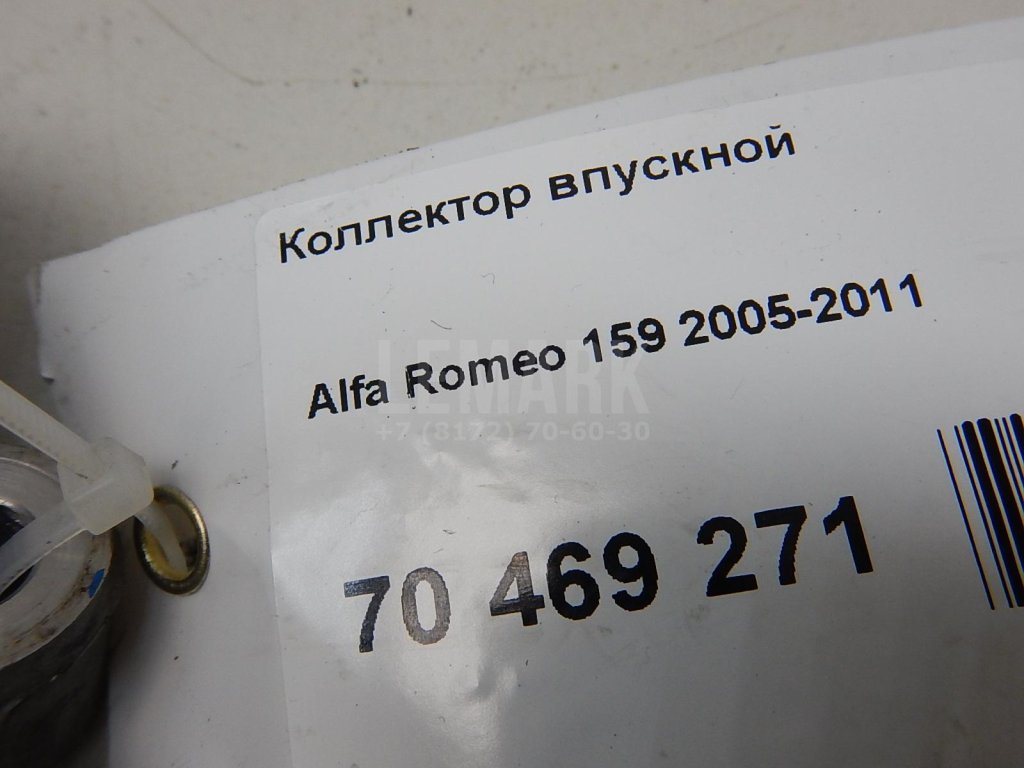 Коллектор впускной
Alfa Romeo 159 2005-2011
LEMARK
+7 (8172) 70-60-30
70 469 271